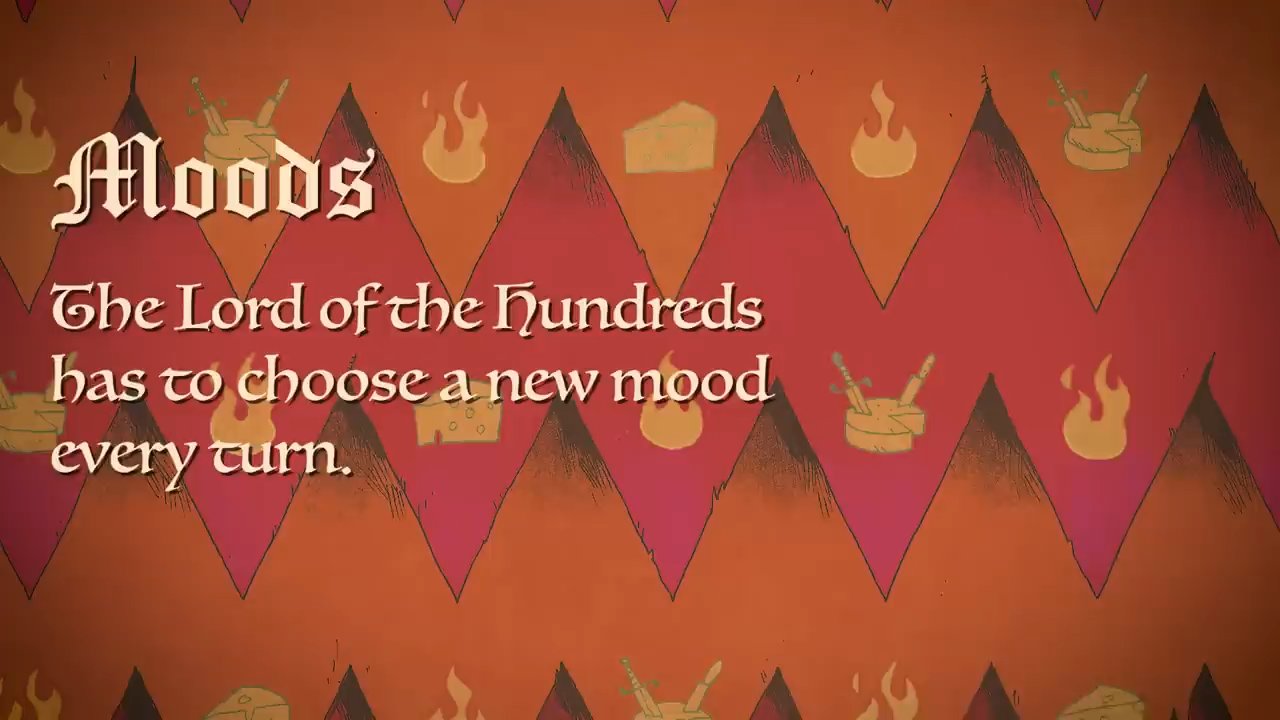 Moods
The Lord of the Hundreds
has to choose a new mood
every turn.